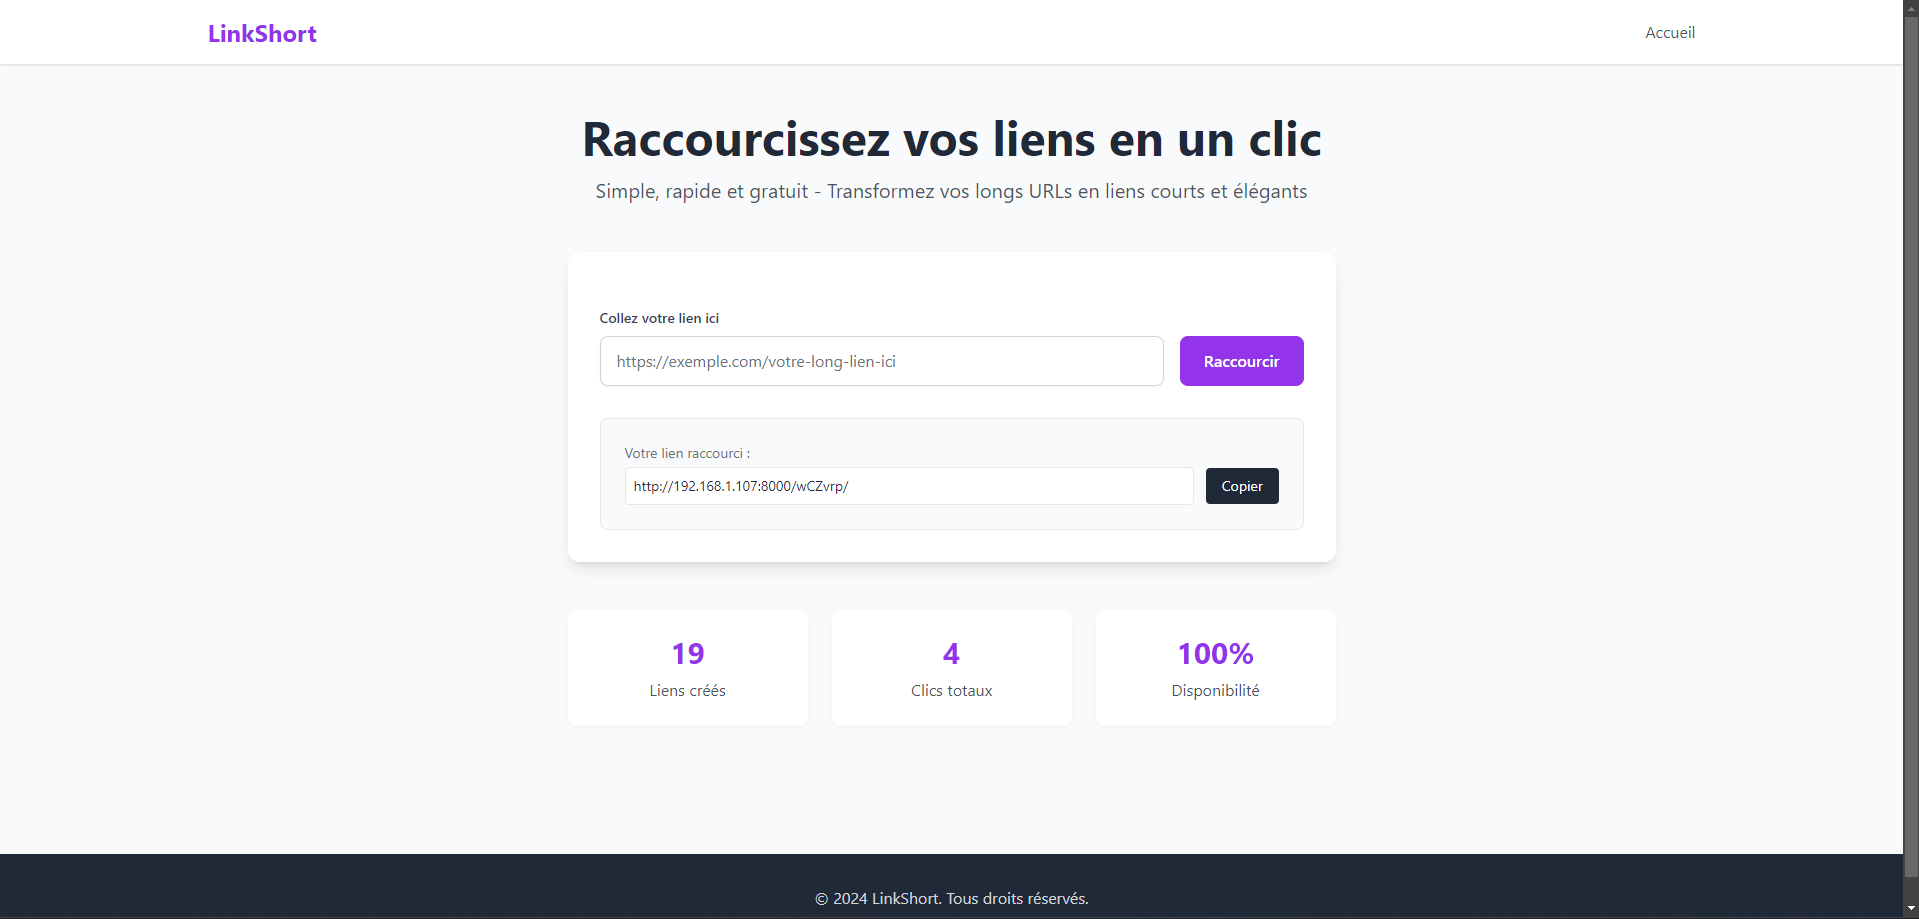 LinkShort
Accueil
Raccourcissez vos liens en un clic
Simple, rapide et gratuit - Transformez vos longs URLs en liens courts et élégants
Collez votre lien ici
https://exemple.com/votre-long-lien-ici
Raccourcir
Votre lien raccourci :
http://192.168.1.107:8000/wCZvrp/
Copier
19
Liens créés
4
Clics totaux
100%
Disponibilité
© 2024 LinkShort. Tous droits réservés.